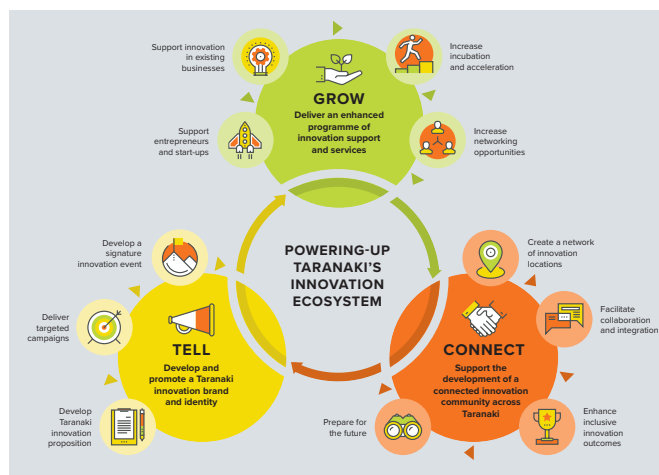 Support innovation
in existing
businesses
Increase
incubation
and acceleration
GROW
Deliver an enhanced
programme of
innovation support
and services
Support
entrepreneurs
and start-ups
Increase
networking
opportunities
POWERING-UP
TARANAKI'S
INNOVATION
ECOSYSTEM
Develop a
signature
innovation event
Create a network
of innovation
locations
Deliver
targeted
campaigns
Facilitate
collaboration
and integration
TELL
Develop and
promote a Taranaki
innovation brand
and identity
CONNECT
Support the
development of a
connected innovation
community across
Taranaki
Develop
Taranaki
innovation
proposition
Prepare for
the future
Enhance
inclusive
innovation
outcomes